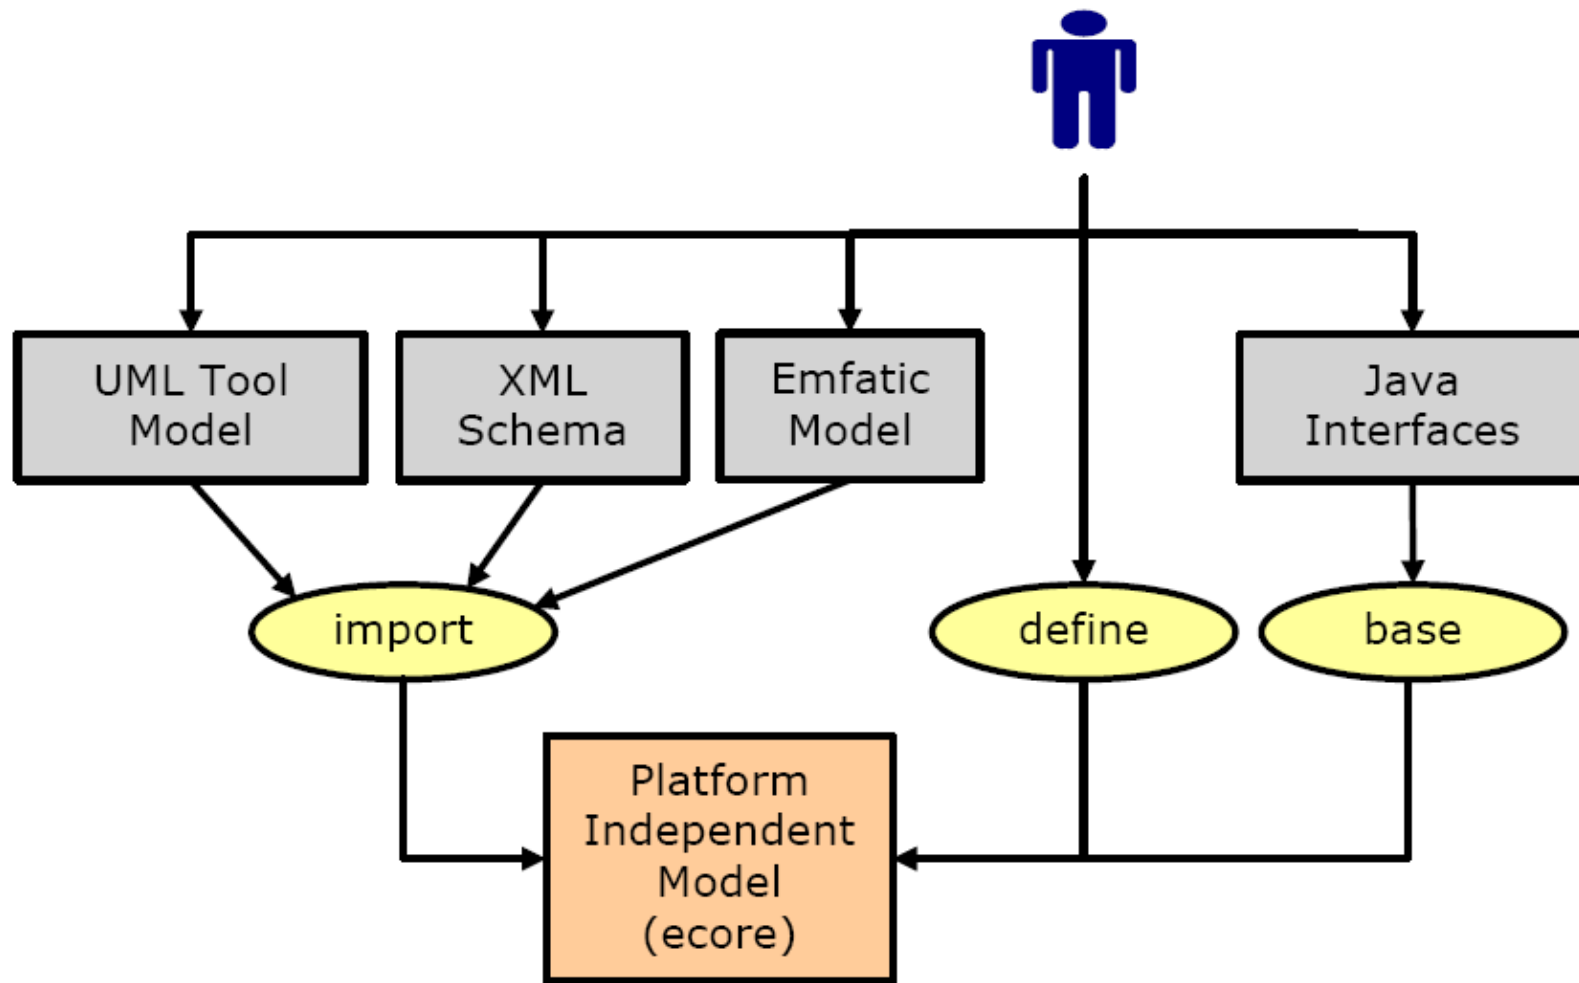 UML Tool
Model
XML
Schema
Emfatic
Model
Java
Interfaces
import
define
base
Platform
Independent
Model
(ecore)